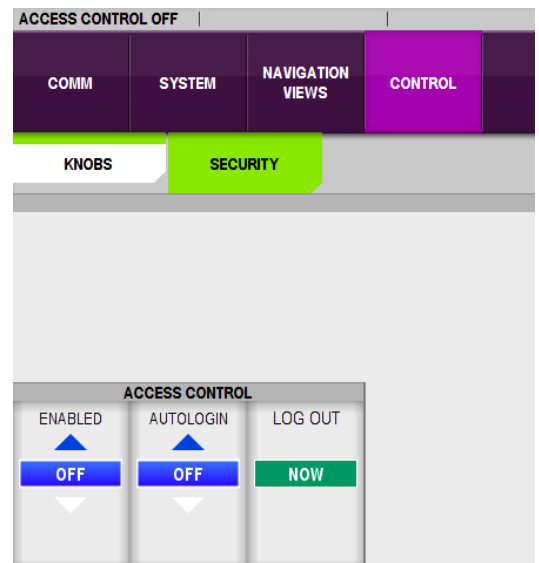 ACCESS CONTROL OFF
COMM SYSTEM NAVIGATION VIEWS CONTROL
KNOBS SECURITY
ACCESS CONTROL
ENABLED AUTOLOGIN LOG OUT
OFF OFF NOW